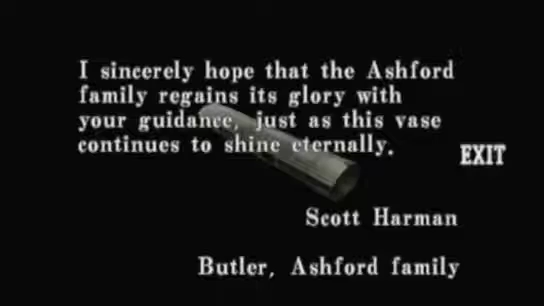 I sincerely hope that the Ashford
family regains its glory with
your guidance, just as this vase
continues to shine eternally.
EXIT
Scott Harman
Butler, Ashford family